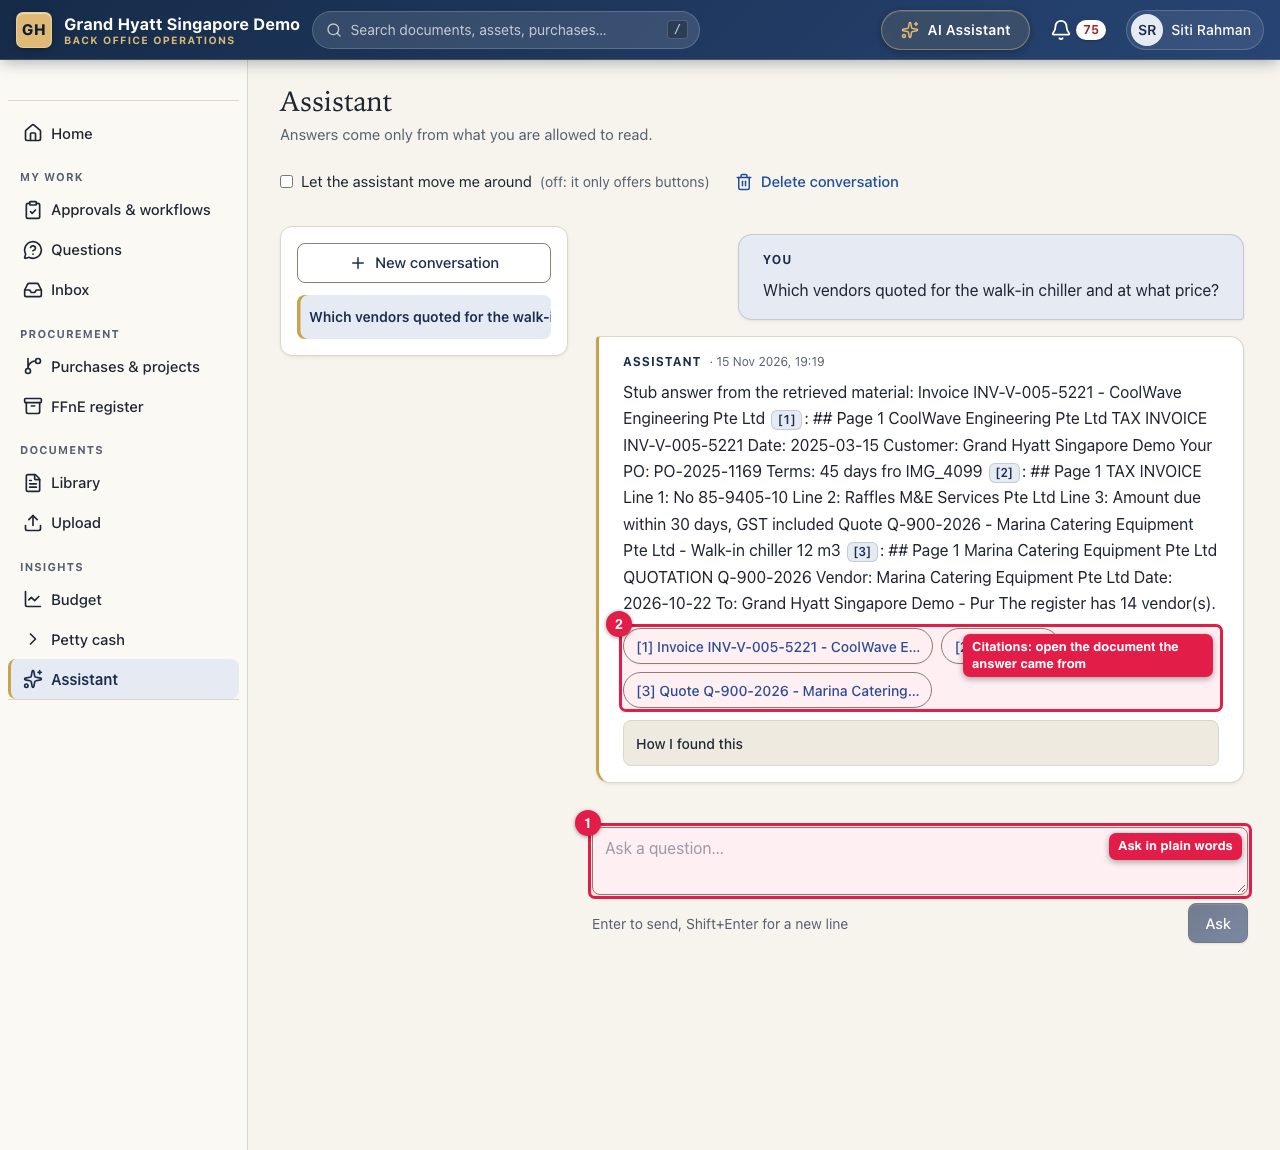 GH
Grand Hyatt Singapore Demo
BACK OFFICE OPERATIONS
Search documents, assets, purchases...
/
AI Assistant
75
SR
Siti Rahman
Home
MY WORK
Approvals & workflows
Questions
Inbox
PROCUREMENT
Purchases & projects
FFnE register
DOCUMENTS
Library
Upload
INSIGHTS
Budget
Petty cash
Assistant
Assistant
Answers come only from what you are allowed to read.
Let the assistant move me around (off: it only offers buttons)
Delete conversation
New conversation
Which vendors quoted for the walk-i
YOU
Which vendors quoted for the walk-in chiller and at what price?
ASSISTANT · 15 Nov 2026, 19:19
Stub answer from the retrieved material: Invoice INV-V-005-5221 - CoolWave
Engineering Pte Ltd [1] : ## Page 1 CoolWave Engineering Pte Ltd TAX INVOICE
INV-V-005-5221 Date: 2025-03-15 Customer: Grand Hyatt Singapore Demo Your
PO: PO-2025-1169 Terms: 45 days fro IMG_4099 [2] : ## Page 1 TAX INVOICE
Line 1: No 85-9405-10 Line 2: Raffles M&E Services Pte Ltd Line 3: Amount due
within 30 days, GST included Quote Q-900-2026 - Marina Catering Equipment
Pte Ltd - Walk-in chiller 12 m3 [3] : ## Page 1 Marina Catering Equipment Pte Ltd
QUOTATION Q-900-2026 Vendor: Marina Catering Equipment Pte Ltd Date:
2026-10-22 To: Grand Hyatt Singapore Demo - Pur The register has 14 vendor(s).
2
[1] Invoice INV-V-005-5221 - CoolWave E...
Citations: open the document the
answer came from
[3] Quote Q-900-2026 - Marina Catering...
How I found this
1
Ask a question...
Ask in plain words
Enter to send, Shift+Enter for a new line
Ask